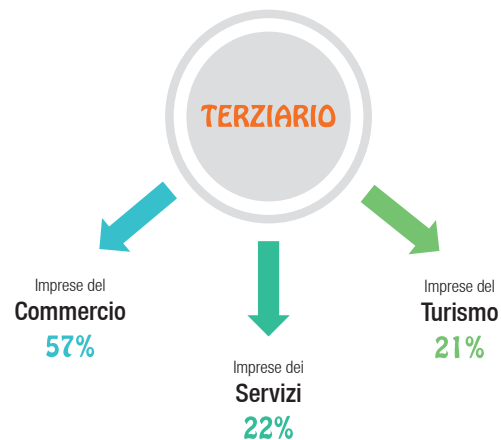 TERZIARIO
Imprese del
Commercio
57%
Imprese dei
Servizi
22%
Imprese del
Turismo
21%